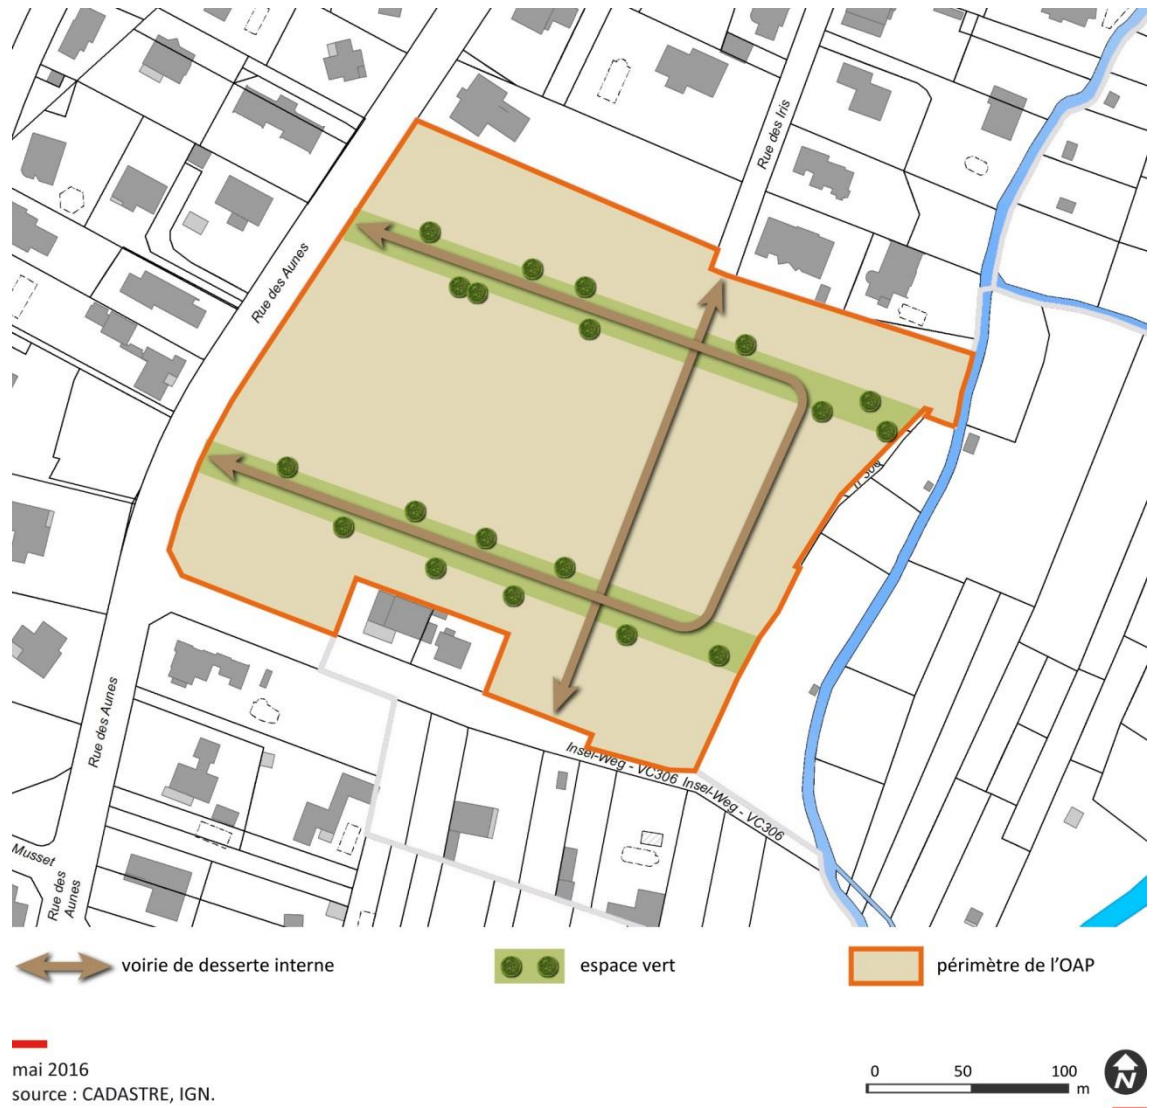 Rue des Iris
Rue des Aunes
Rue des Aunes
Insel-Weg - VC306 Insel-Weg - VC306
Musset
Rue des
Aunes
voirie de desserte interne
espace vert
périmètre de l'OAP
mai 2016
source : CADASTRE, IGN.
0 50 100
m
N